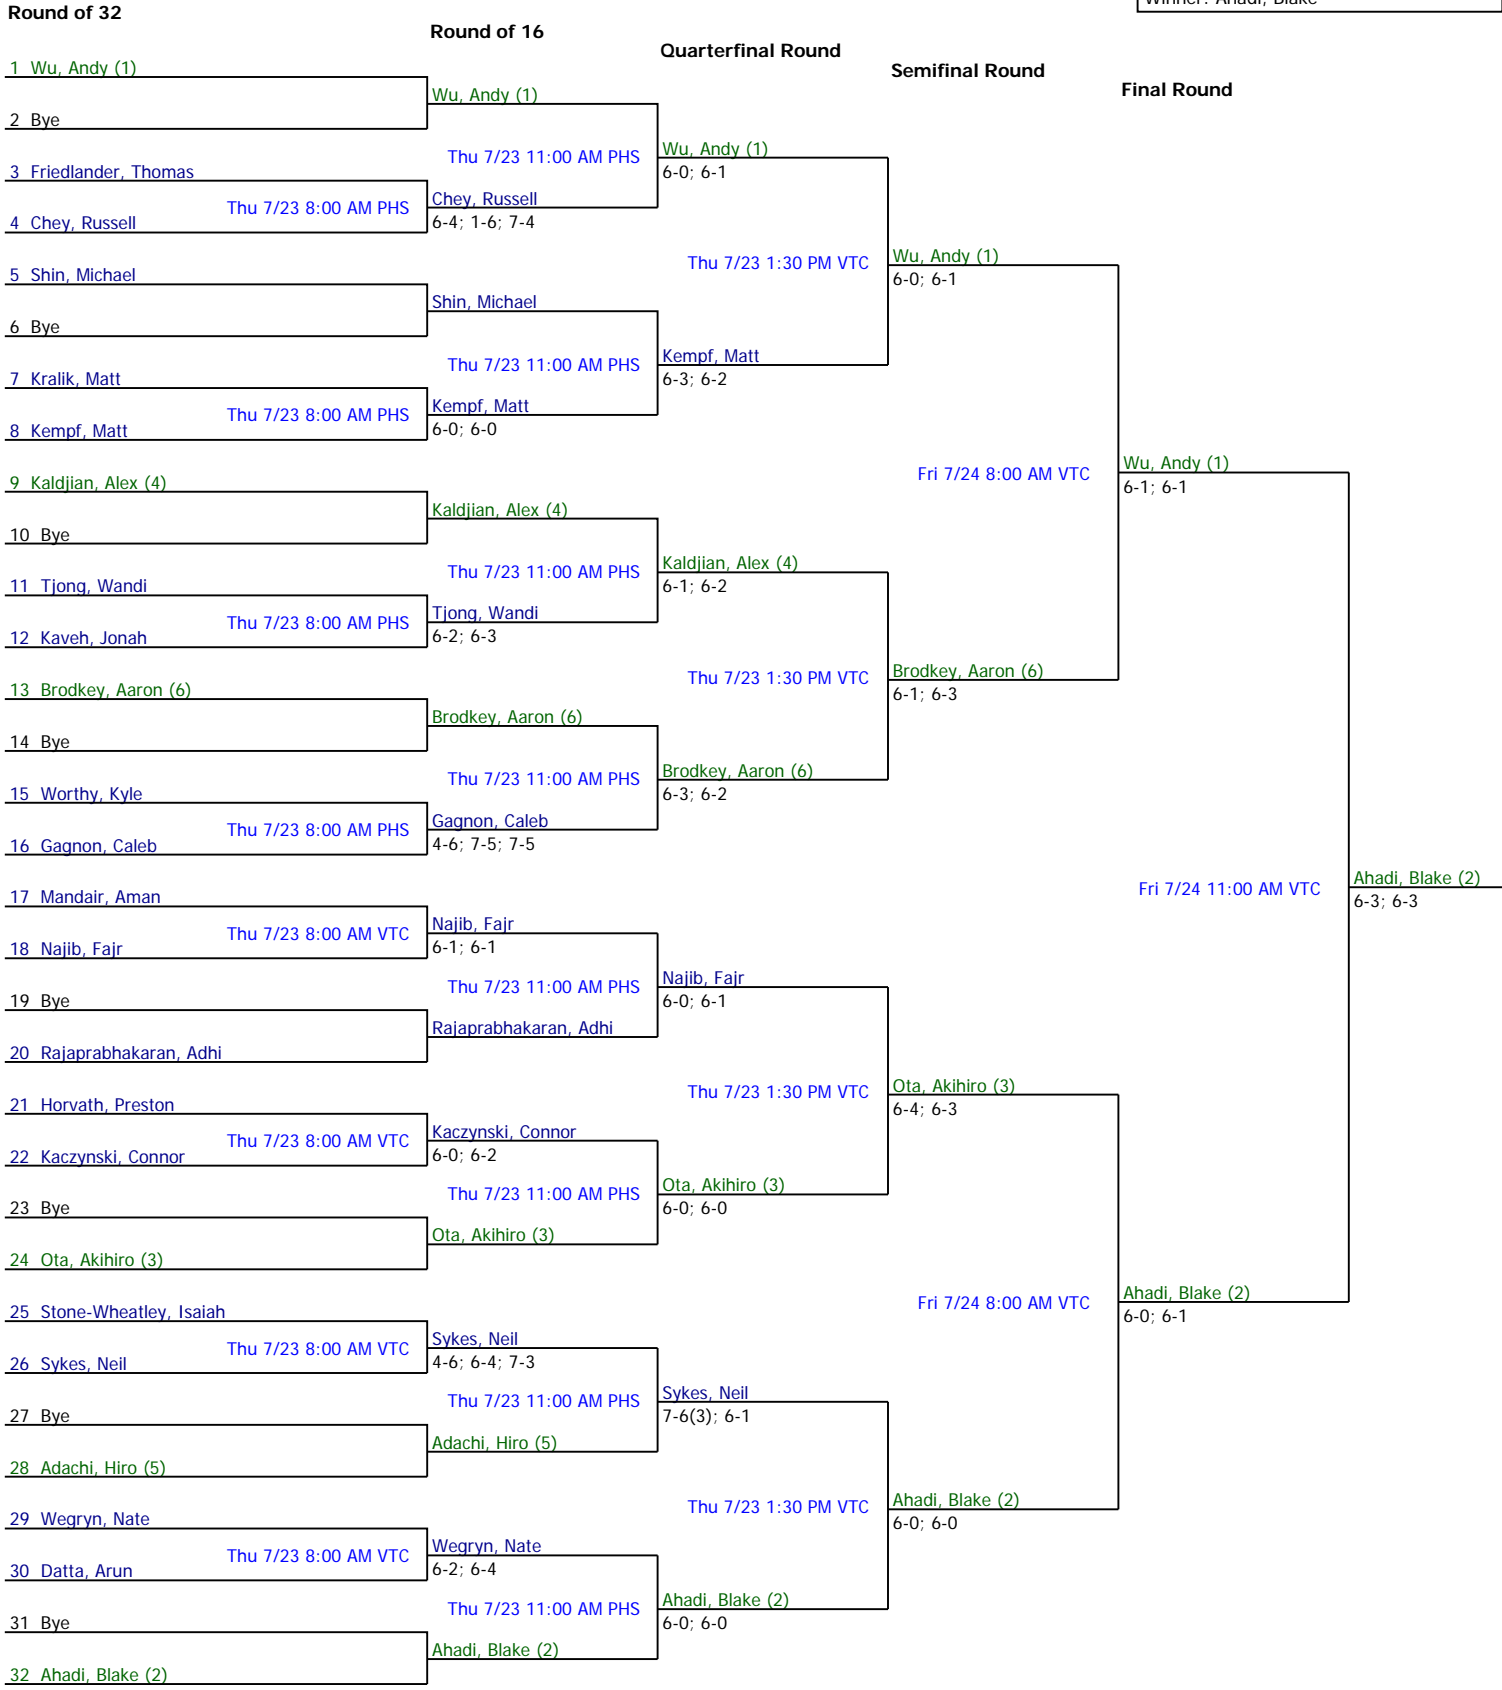 Winner: Ahadi, Blake
Round of 32
Round of 16
Quarterfinal Round
Semifinal Round
Final Round
1 Wu, Andy (1)
2 Bye
3 Friedlander, Thomas
4 Chey, Russell
5 Shin, Michael
6 Bye
7 Kralik, Matt
8 Kempf, Matt
9 Kaldjian, Alex (4)
10 Bye
11 Tjong, Wandi
12 Kaveh, Jonah
13 Brodkey, Aaron (6)
14 Bye
15 Worthy, Kyle
16 Gagnon, Caleb
17 Mandair, Aman
18 Najib, Fajr
19 Bye
20 Rajaprabhakaran, Adhi
21 Horvath, Preston
22 Kaczynski, Connor
23 Bye
24 Ota, Akihiro (3)
25 Stone-Wheatley, Isaiah
26 Sykes, Neil
27 Bye
28 Adachi, Hiro (5)
29 Wegryn, Nate
30 Datta, Arun
31 Bye
32 Ahadi, Blake (2)
Wu, Andy (1)
Thu 7/23 8:00 AM PHS
Chey, Russell
6-4; 1-6; 7-4
Shin, Michael
Thu 7/23 8:00 AM PHS
Kempf, Matt
6-0; 6-0
Kaldjian, Alex (4)
Thu 7/23 8:00 AM PHS
Tjong, Wandi
6-2; 6-3
Brodkey, Aaron (6)
Thu 7/23 8:00 AM PHS
Gagnon, Caleb
4-6; 7-5; 7-5
Thu 7/23 8:00 AM VTC
Najib, Fajr
6-1; 6-1
Rajaprabhakaran, Adhi
Thu 7/23 8:00 AM VTC
Kaczynski, Connor
6-0; 6-2
Ota, Akihiro (3)
Thu 7/23 8:00 AM VTC
Sykes, Neil
4-6; 6-4; 7-3
Adachi, Hiro (5)
Thu 7/23 8:00 AM VTC
Wegryn, Nate
6-2; 6-4
Ahadi, Blake (2)
Thu 7/23 11:00 AM PHS
Wu, Andy (1)
6-0; 6-1
Thu 7/23 11:00 AM PHS
Kempf, Matt
6-3; 6-2
Thu 7/23 11:00 AM PHS
Kaldjian, Alex (4)
6-1; 6-2
Thu 7/23 11:00 AM PHS
Brodkey, Aaron (6)
6-3; 6-2
Thu 7/23 11:00 AM PHS
Najib, Fajr
6-0; 6-1
Thu 7/23 11:00 AM PHS
Ota, Akihiro (3)
6-0; 6-0
Thu 7/23 11:00 AM PHS
Sykes, Neil
7-6(3); 6-1
Thu 7/23 11:00 AM PHS
Ahadi, Blake (2)
6-0; 6-0
Thu 7/23 1:30 PM VTC
Wu, Andy (1)
6-0; 6-1
Thu 7/23 1:30 PM VTC
Brodkey, Aaron (6)
6-1; 6-3
Thu 7/23 1:30 PM VTC
Ota, Akihiro (3)
6-4; 6-3
Thu 7/23 1:30 PM VTC
Ahadi, Blake (2)
6-0; 6-0
Fri 7/24 8:00 AM VTC
Wu, Andy (1)
6-1; 6-1
Fri 7/24 8:00 AM VTC
Ahadi, Blake (2)
6-0; 6-1
Fri 7/24 11:00 AM VTC
Ahadi, Blake (2)
6-3; 6-3